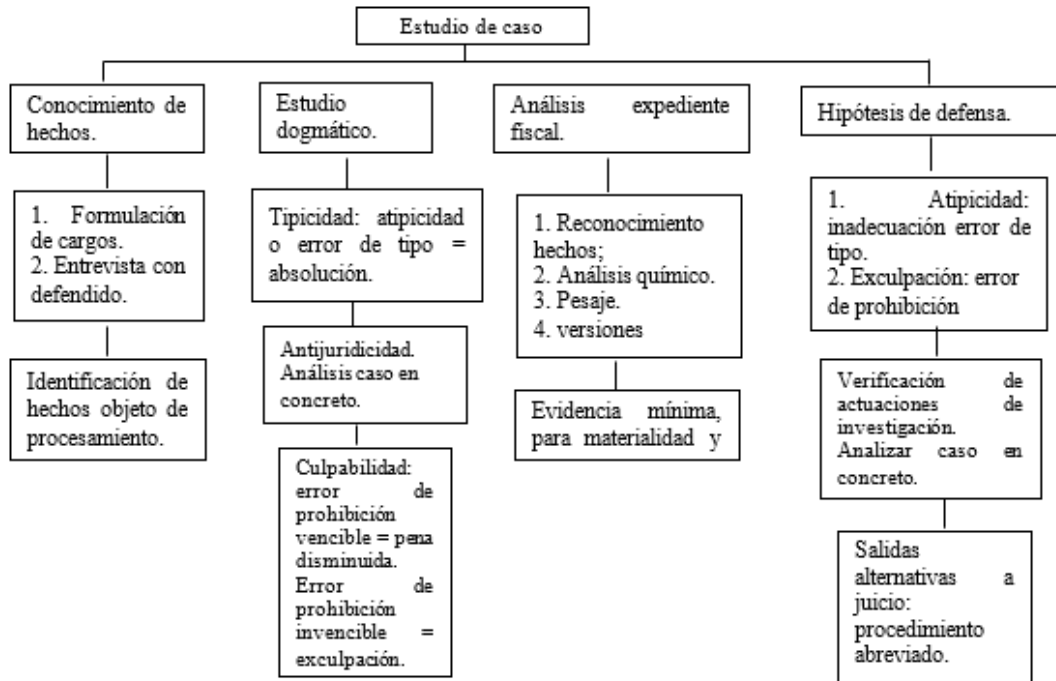 Estudio de caso
Conocimiento de
hechos.
1. Formulación
de cargos.
2. Entrevista con
defendido.
Identificación de
hechos objeto de
procesamiento.
Estudio
dogmático.
Tipicidad: atipicidad
o error de tipo =
absolución.
Antijuridicidad.
Análisis caso en
concreto.
Culpabilidad:
error de
prohibición
vencible = pena
disminuida.
Error de
prohibición
invencible =
exculpación.
Análisis expediente
fiscal.
1. Reconocimiento
hechos;
2. Análisis químico.
3. Pesaje.
4. versiones
Evidencia mínima,
para materialidad y
Hipótesis de defensa.
1. Atipicidad:
inadecuación error de
tipo.
2. Exculpación: error
de prohibición
Verificación de
actuaciones de
investigación.
Analizar caso en
concreto.
Salidas
alternativas a
juicio:
procedimiento
abreviado.